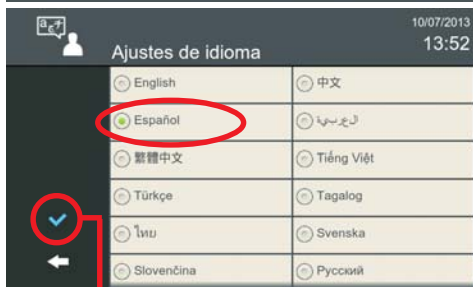 10/07/2013
Ajustes de idioma
13:52
English
中文
Español
العربية
繁體中文
Tiếng Việt
Türkçe
Tagalog
ไทย
Svenska
Slovenčina
Русский